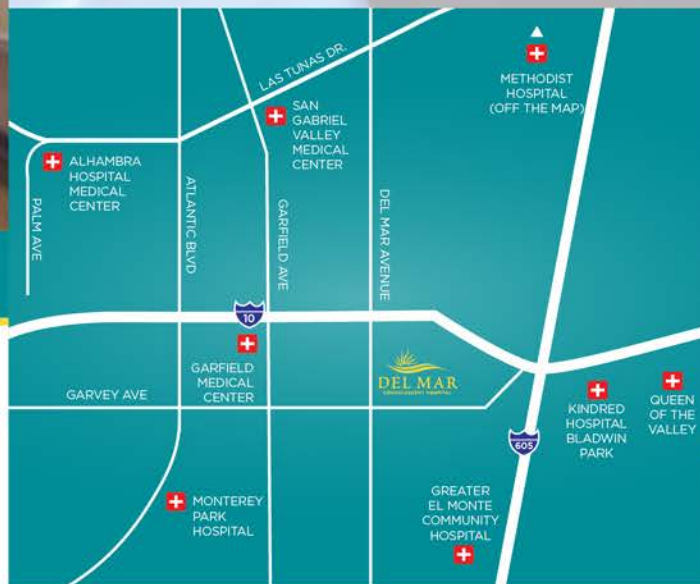 LAS TUNAS DR.
METHODIST
HOSPITAL
(OFF THE MAP)
SAN
GABRIEL
VALLEY
MEDICAL
CENTER
ALHAMBRA
HOSPITAL
MEDICAL
CENTER
PALM AVE
ATLANTIC BLVD
GARFIELD AVE
DEL MAR AVENUE
10
GARFIELD
MEDICAL
CENTER
DEL MAR
CONVALESCENT HOSPITAL
GARVEY AVE
KINDRED
HOSPITAL
BLADWIN
PARK
QUEEN
OF THE
VALLEY
605
GREATER
EL MONTE
COMMUNITY
HOSPITAL
MONTEREY
PARK
HOSPITAL